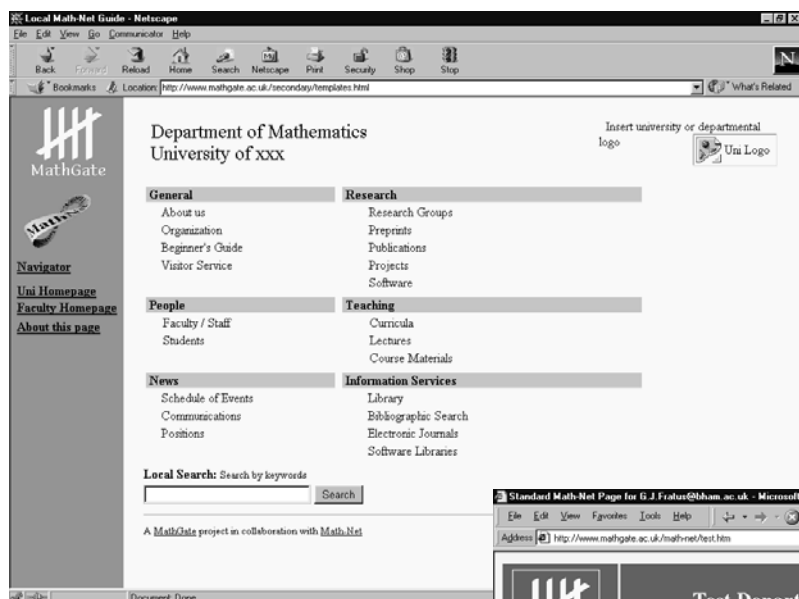 Local Math-Net Guide - Netscape
File Edit View Go Communicator Help
Back Forward Reload Home Search Netscape Print Security Shop Stop
Bookmarks Location: http://www.mathgate.ac.uk/secondary/templates.html What's Related
MathGate
Math
Navigator
Uni Homepage
Faculty Homepage
About this page
Department of Mathematics
University of xxx
Insert university or departmental
logo
Uni Logo
General
About us
Organization
Beginner's Guide
Visitor Service
Research
Research Groups
Preprints
Publications
Projects
Software
People
Faculty / Staff
Students
Teaching
Curricula
Lectures
Course Materials
News
Schedule of Events
Communications
Positions
Information Services
Library
Bibliographic Search
Electronic Journals
Software Libraries
Local Search: Search by keywords
Search
A MathGate project in collaboration with Math-Net
Document: Done
Standard Math-Net Page for G.J.Fratus@bham.ac.uk - Microsoft
File Edit View Favorites Tools Help
Address http://www.mathgate.ac.uk/math-net/test.htm
Test